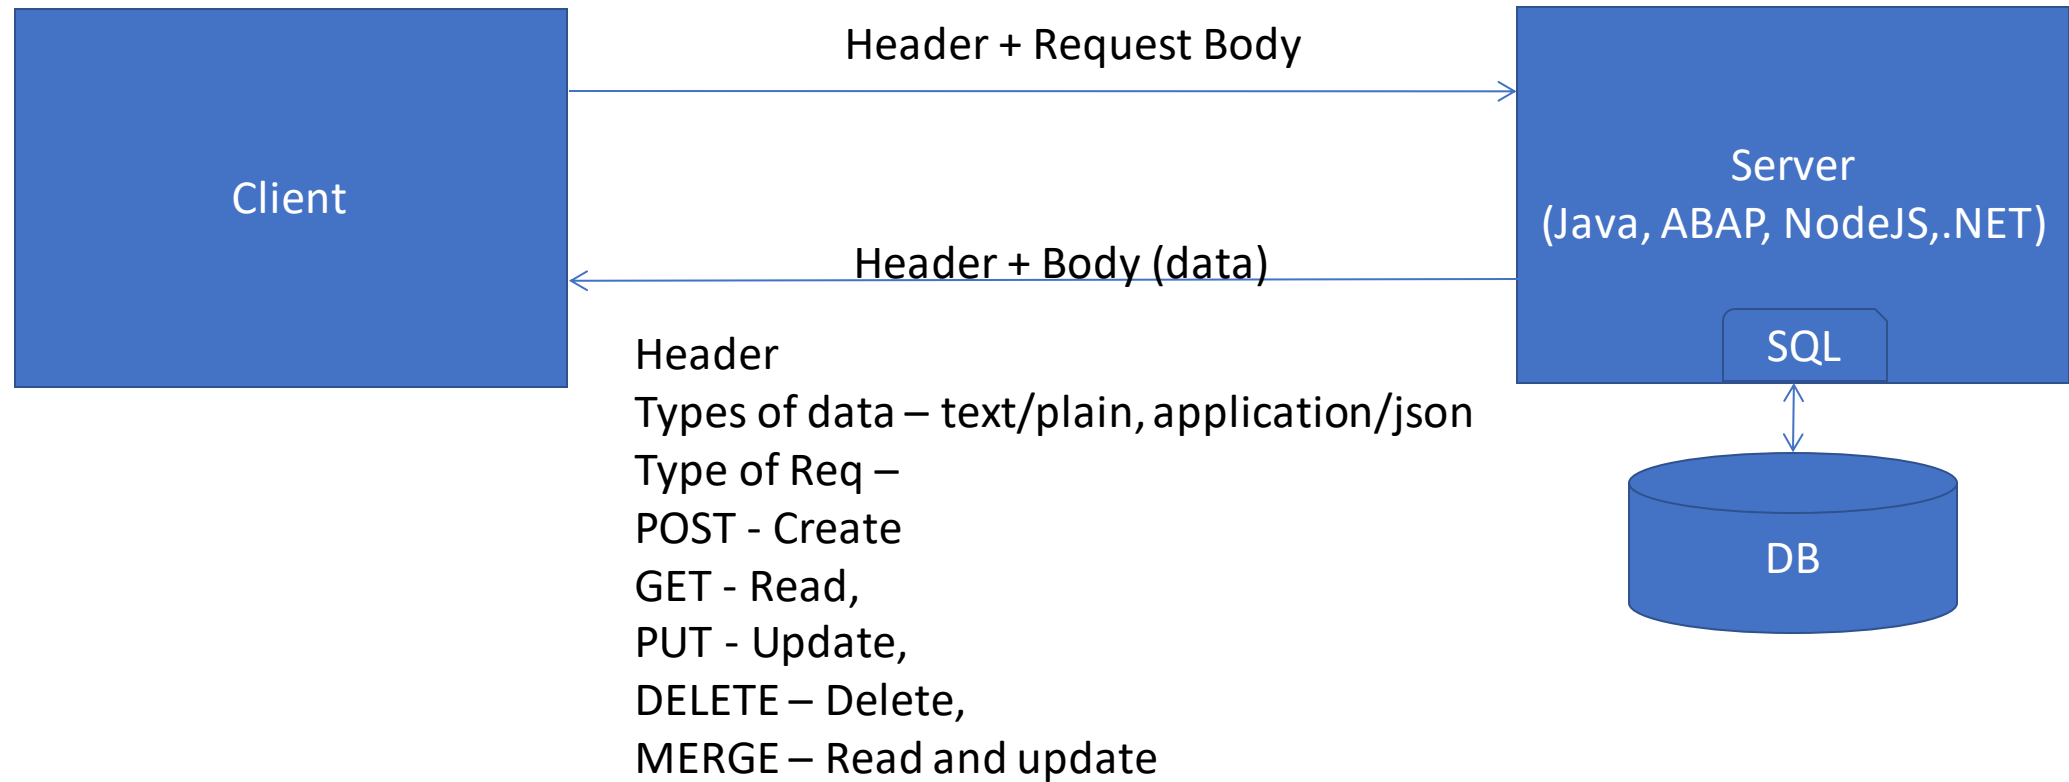 Header + Request Body
Client
Server
(Java, ABAP, NodeJS,.NET)
Header + Body (data)
SQL
Header
Types of data – text/plain, application/json
Type of Req –
POST - Create
GET - Read,
PUT - Update,
DELETE – Delete,
MERGE – Read and update
DB